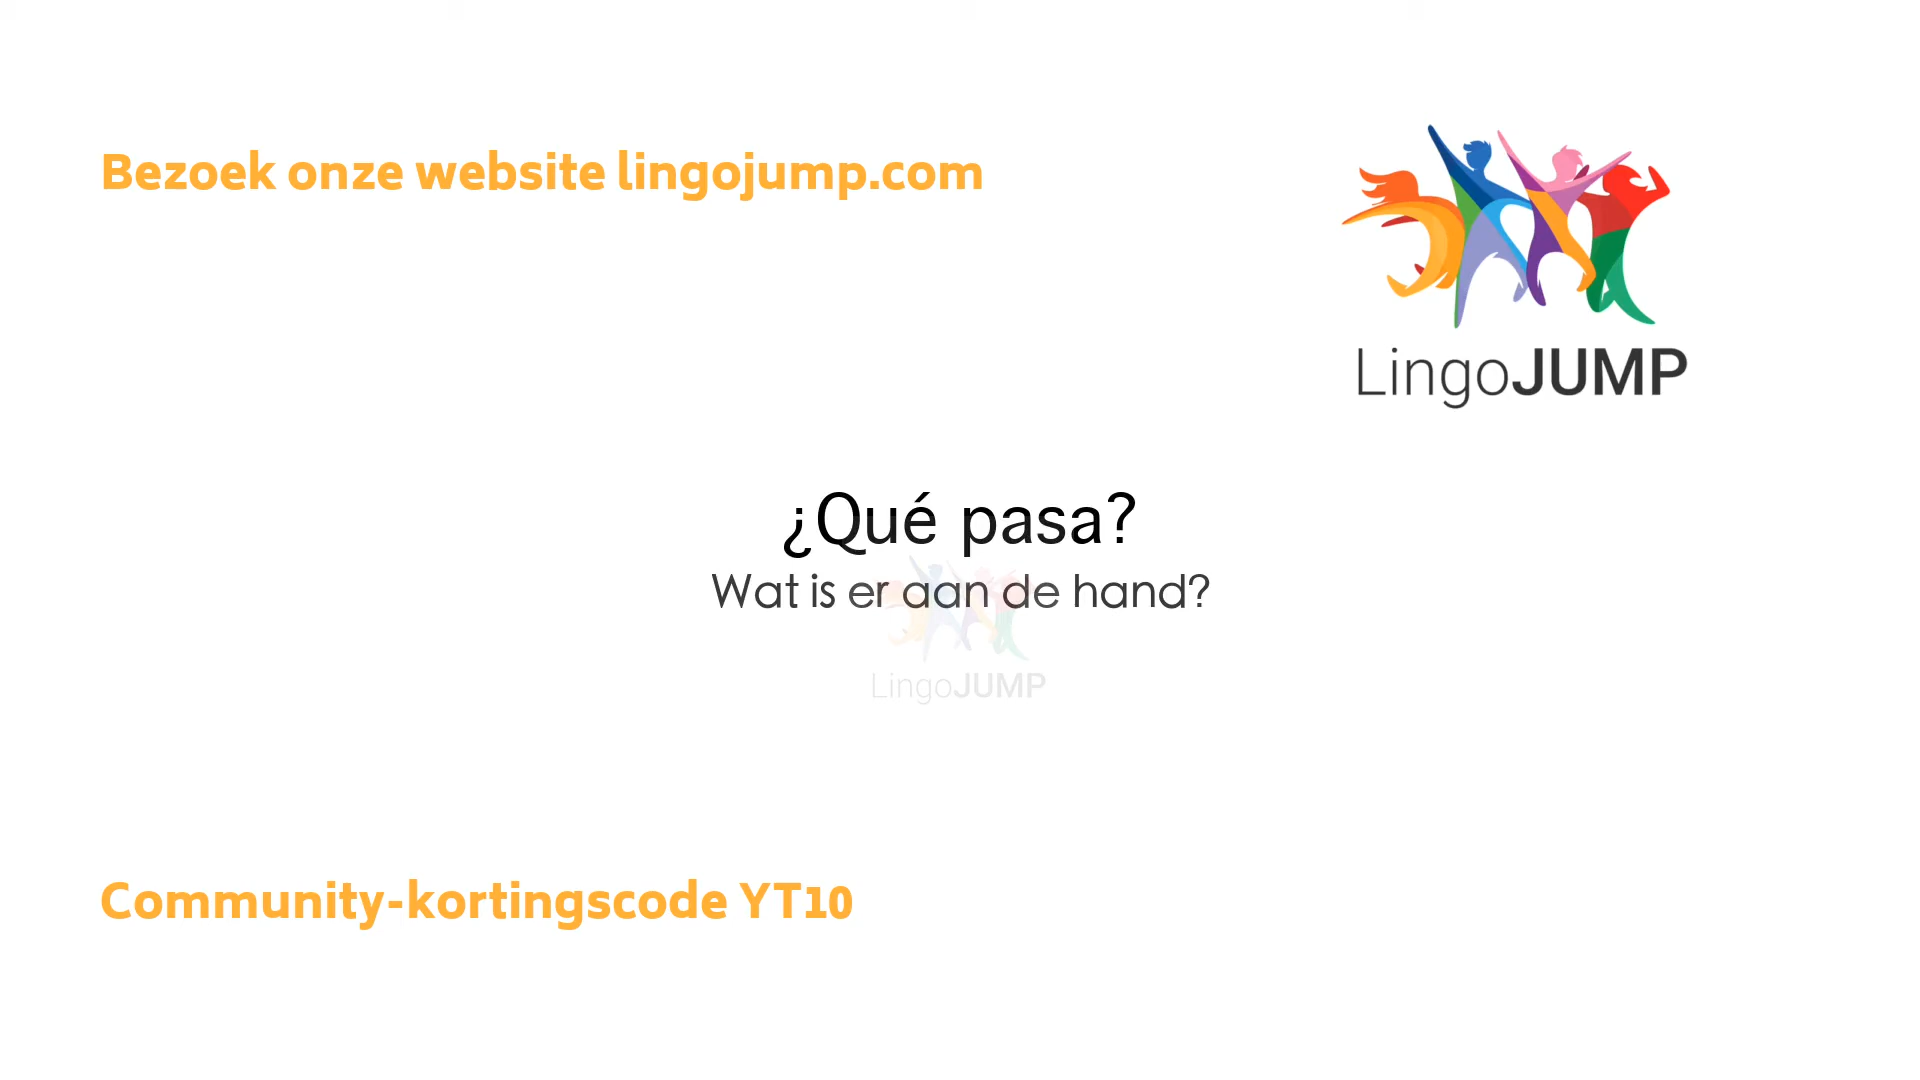 Bezoek onze website lingojump.com
LingoJUMP
¿Qué pasa?
Wat is er aan de hand?
LingoJUMP
Community-kortingscode YT10